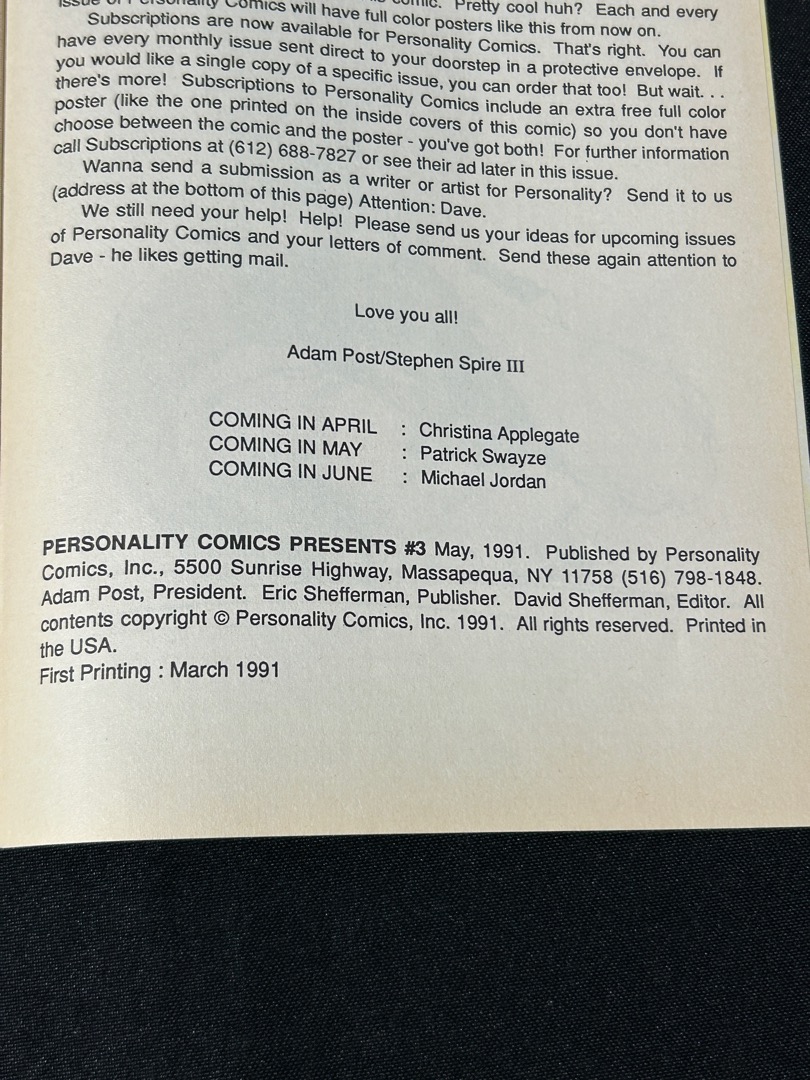 issue of Personality Comics will have full color posters like this from now on.
comic. Pretty cool huh? Each and every
Subscriptions are now available for Personality Comics. That's right. You can
have every monthly issue sent direct to your doorstep in a protective envelope. If
you would like a single copy of a specific issue, you can order that too! But wait. . .
there's more! Subscriptions to Personality Comics include an extra free full color
poster (like the one printed on the inside covers of this comic) so you don't have
choose between the comic and the poster - you've got both! For further information
call Subscriptions at (612) 688-7827 or see their ad later in this issue.
Wanna send a submission as a writer or artist for Personality? Send it to us
(address at the bottom of this page) Attention: Dave.
We still need your help! Help! Please send us your ideas for upcoming issues
of Personality Comics and your letters of comment. Send these again attention to
Dave - he likes getting mail.
Love you all!
Adam Post/Stephen Spire III
COMING IN APRIL : Christina Applegate
COMING IN MAY : Patrick Swayze
COMING IN JUNE : Michael Jordan
PERSONALITY COMICS PRESENTS #3 May, 1991. Published by Personality
Comics, Inc., 5500 Sunrise Highway, Massapequa, NY 11758 (516) 798-1848.
Adam Post, President. Eric Shefferman, Publisher. David Shefferman, Editor. All
contents copyright © Personality Comics, Inc. 1991. All rights reserved. Printed in
the USA.
First Printing : March 1991